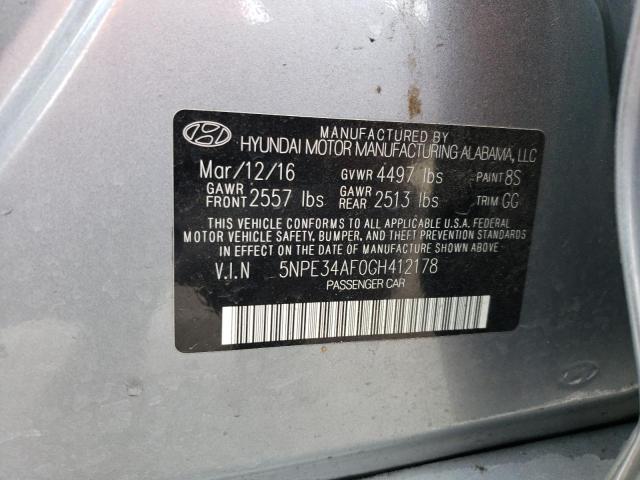 MANUFACTURED BY
HYUNDAI MOTOR MANUFACTURING ALABAMA, LLC
Mar/12/16 GVWR 4497 lbs PAINT 8S
GAWR FRONT 2557 lbs GAWR REAR 2513 lbs TRIM GG
THIS VEHICLE CONFORMS TO ALL APPLICABLE U.S.A FEDERAL
MOTOR VEHICLE SAFETY, BUMPER, AND THEFT PREVENTION STANDARDS
IN EFFECT ON THE DATE OF MANUFACTURE SHOWN ABOVE.
V.I.N 5NPE34AF0GH412178
PASSENGER CAR